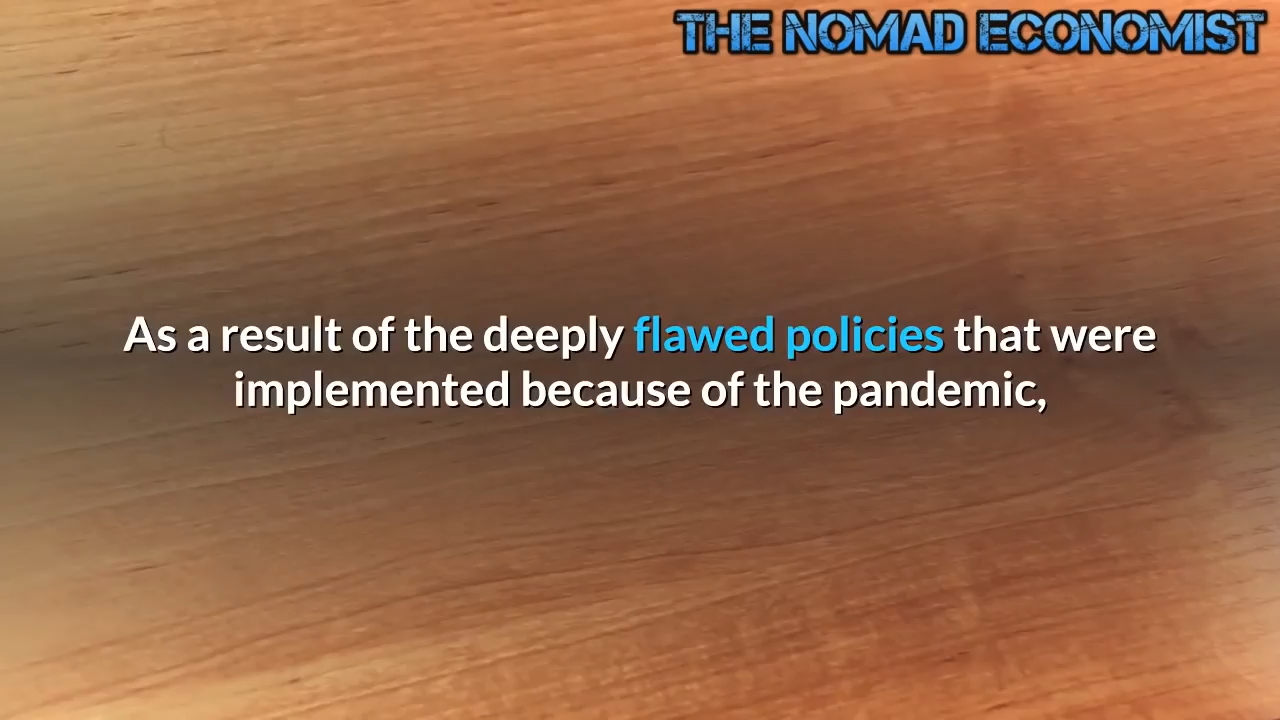 THE NOMAD ECONOMIST
As a result of the deeply flawed policies that were
implemented because of the pandemic,